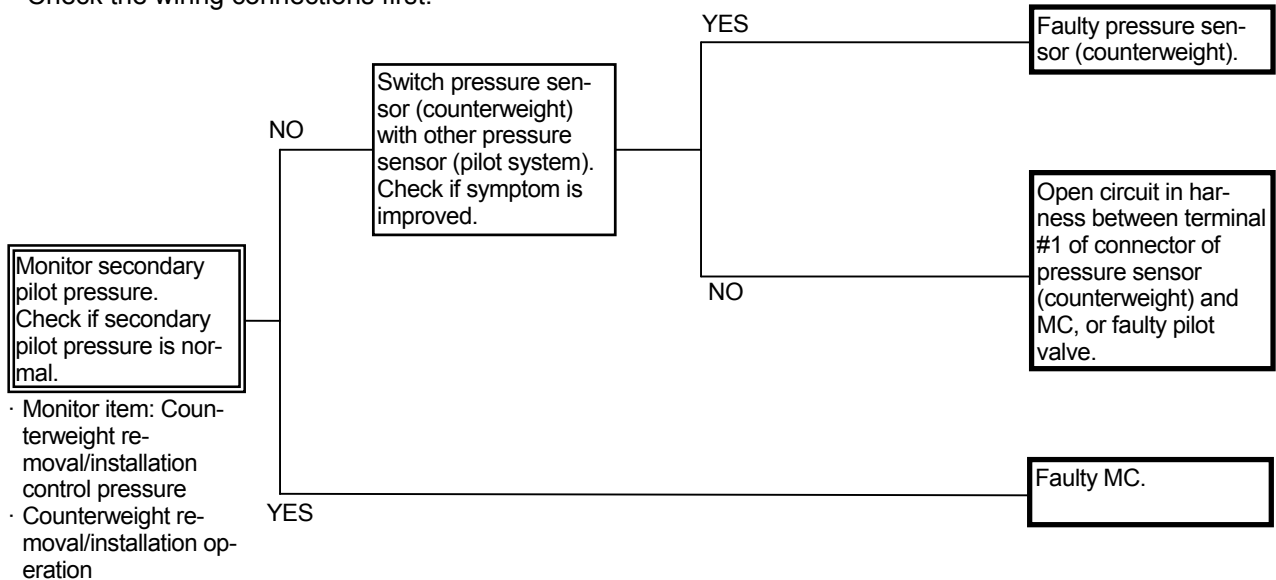 Check the wiring connections first.
YES
Faulty pressure sen-
sor (counterweight).
Switch pressure sen-
sor (counterweight)
with other pressure
sensor (pilot system).
Check if symptom is
improved.
NO
Open circuit in har-
ness between terminal
#1 of connector of
pressure sensor
(counterweight) and
MC, or faulty pilot
valve.
NO
Monitor secondary
pilot pressure.
Check if secondary
pilot pressure is nor-
mal.
· Monitor item: Coun-
terweight re-
moval/installation
control pressure
· Counterweight re-
moval/installation op-
eration
YES
Faulty MC.